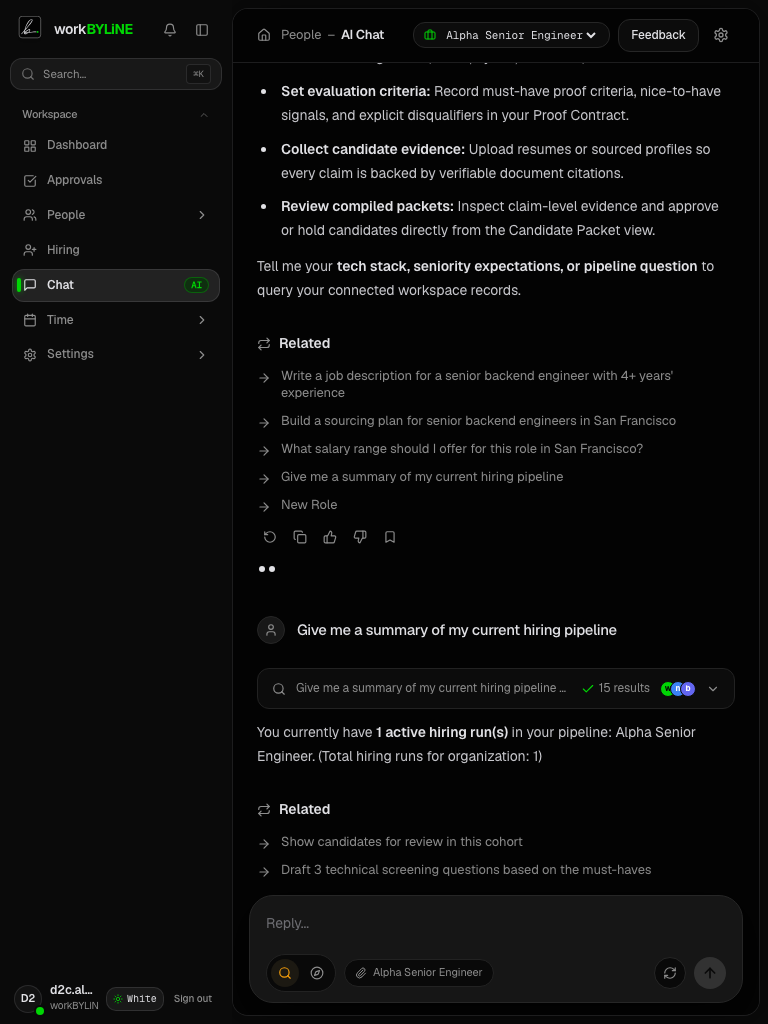 workBYLiNE
Search...
⌘K
Workspace
Dashboard
Approvals
People
Hiring
Chat
AI
Time
Settings
D2
d2c.al...
workBYLIN
White
Sign out
People – AI Chat
Alpha Senior Engineer
Feedback
Set evaluation criteria: Record must-have proof criteria, nice-to-have
signals, and explicit disqualifiers in your Proof Contract.
Collect candidate evidence: Upload resumes or sourced profiles so
every claim is backed by verifiable document citations.
Review compiled packets: Inspect claim-level evidence and approve
or hold candidates directly from the Candidate Packet view.
Tell me your tech stack, seniority expectations, or pipeline question to
query your connected workspace records.
Related
Write a job description for a senior backend engineer with 4+ years'
experience
Build a sourcing plan for senior backend engineers in San Francisco
What salary range should I offer for this role in San Francisco?
Give me a summary of my current hiring pipeline
New Role
Give me a summary of my current hiring pipeline
Give me a summary of my current hiring pipeline ...
15 results
b
You currently have 1 active hiring run(s) in your pipeline: Alpha Senior
Engineer. (Total hiring runs for organization: 1)
Related
Show candidates for review in this cohort
Draft 3 technical screening questions based on the must-haves
Reply...
Alpha Senior Engineer